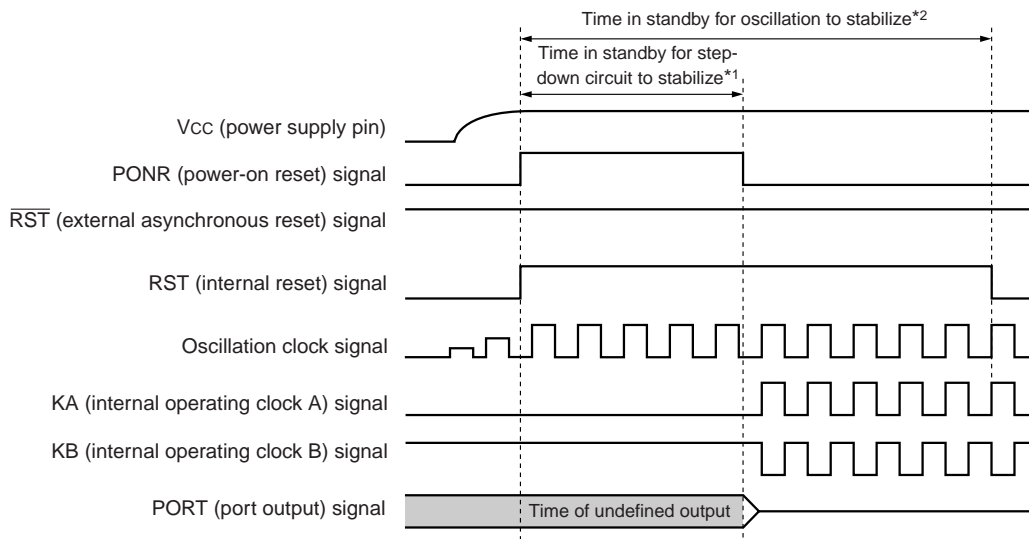 Time in standby for oscillation to stabilize*2
Time in standby for step-
down circuit to stabilize*1
VCC (power supply pin)
PONR (power-on reset) signal
R̅S̅T̅ (external asynchronous reset) signal
RST (internal reset) signal
Oscillation clock signal
KA (internal operating clock A) signal
KB (internal operating clock B) signal
PORT (port output) signal
Time of undefined output